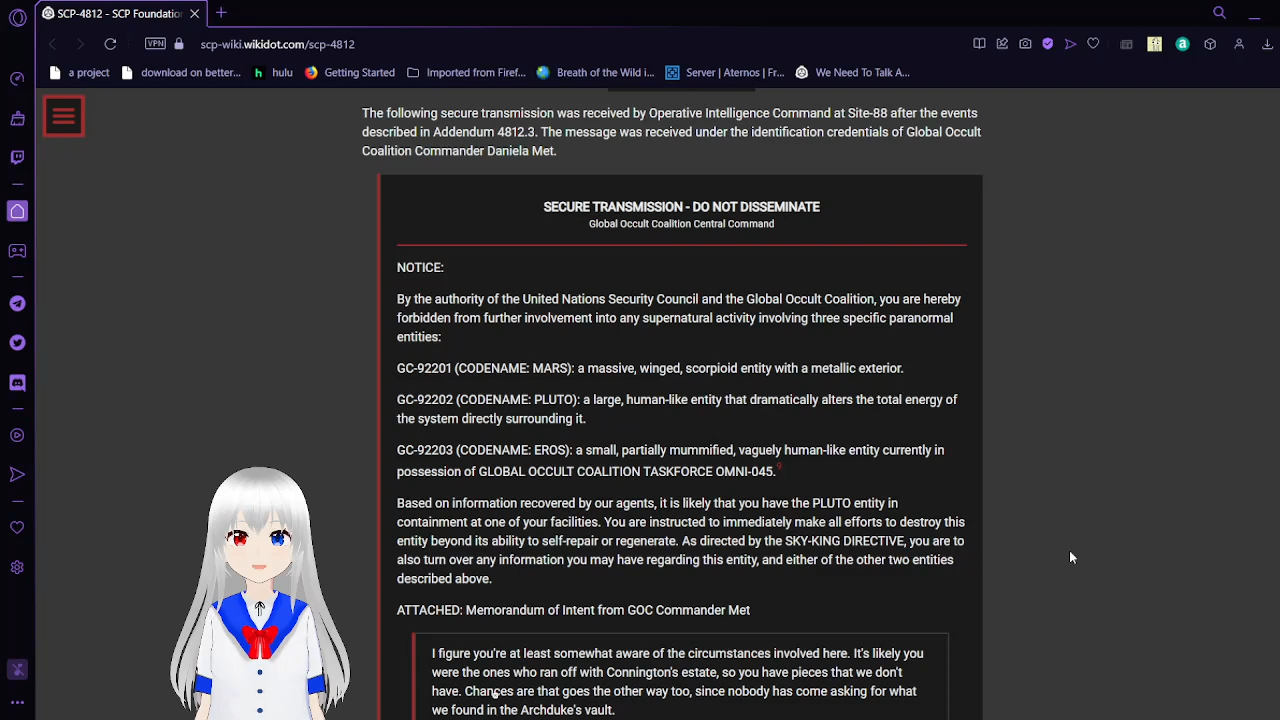 SCP-4812 - SCP Foundation
VPN
scp-wiki.wikidot.com/scp-4812
a project
download on better...
hulu
Getting Started
Imported from Firef...
Breath of the Wild i...
Server | Aternos | Fr...
We Need To Talk A...
The following secure transmission was received by Operative Intelligence Command at Site-88 after the events
described in Addendum 4812.3. The message was received under the identification credentials of Global Occult
Coalition Commander Daniela Met.
SECURE TRANSMISSION - DO NOT DISSEMINATE
Global Occult Coalition Central Command
NOTICE:
By the authority of the United Nations Security Council and the Global Occult Coalition, you are hereby
forbidden from further involvement into any supernatural activity involving three specific paranormal
entities:
GC-92201 (CODENAME: MARS): a massive, winged, scorpioid entity with a metallic exterior.
GC-92202 (CODENAME: PLUTO): a large, human-like entity that dramatically alters the total energy of
the system directly surrounding it.
GC-92203 (CODENAME: EROS): a small, partially mummified, vaguely human-like entity currently in
possession of GLOBAL OCCULT COALITION TASKFORCE OMNI-045.9
Based on information recovered by our agents, it is likely that you have the PLUTO entity in
containment at one of your facilities. You are instructed to immediately make all efforts to destroy this
entity beyond its ability to self-repair or regenerate. As directed by the SKY-KING DIRECTIVE, you are to
also turn over any information you may have regarding this entity, and either of the other two entities
described above.
ATTACHED: Memorandum of Intent from GOC Commander Met
I figure you're at least somewhat aware of the circumstances involved here. It's likely you
were the ones who ran off with Connington's estate, so you have pieces that we don't
have. Chances are that goes the other way too, since nobody has come asking for what
we found in the Archduke's vault.